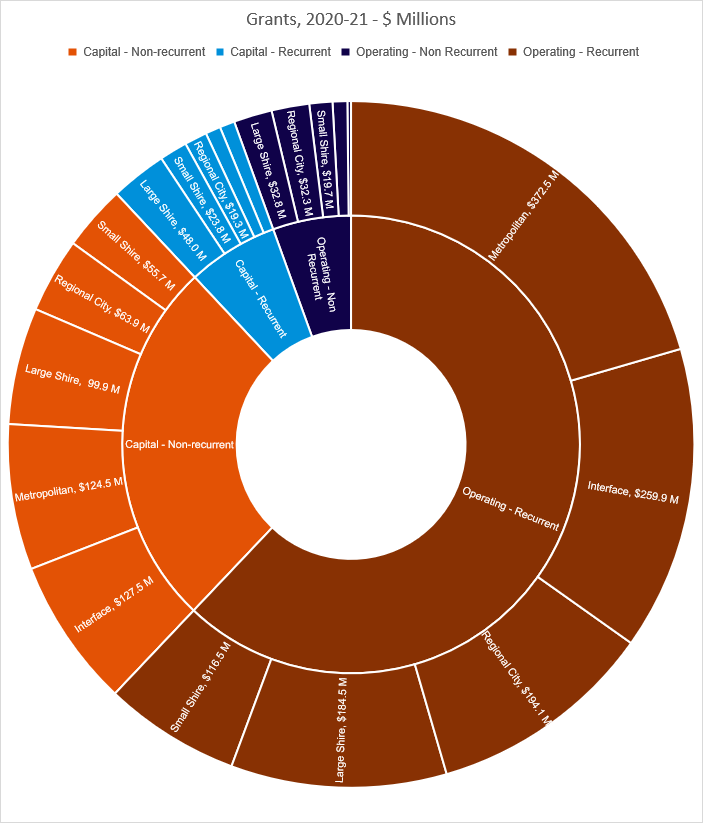 Grants, 2020-21 - $ Millions
Capital - Non-recurrent
Capital - Recurrent
Operating - Non Recurrent
Operating - Recurrent
Metropolitan, $372.5 M
Interface, $259.9 M
Regional City, $194.1 M
Large Shire, $184.5 M
Small Shire, $116.5 M
Operating - Recurrent
Interface, $127.5 M
Metropolitan, $124.5 M
Large Shire,  99.9 M
Regional City, $63.9 M
Small Shire, $55.7 M
Capital - Non-recurrent
Large Shire, $48.0 M
Small Shire, $23.8 M
Regional City, $19.3 M
Capital - Recurrent
Large Shire, $32.8 M
Regional City, $32.3 M
Small Shire, $19.7 M
Operating - Non
Recurrent